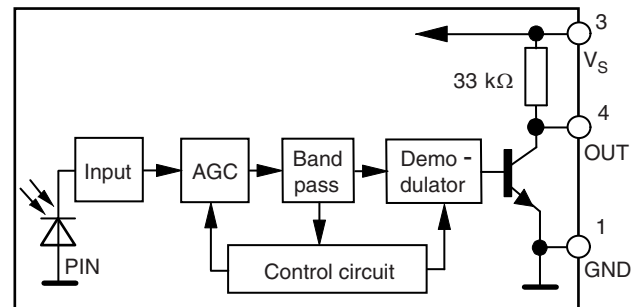 3
V_S
33 kΩ
4
OUT
Input
AGC
Band
pass
Demo -
dulator
1
GND
PIN
Control circuit